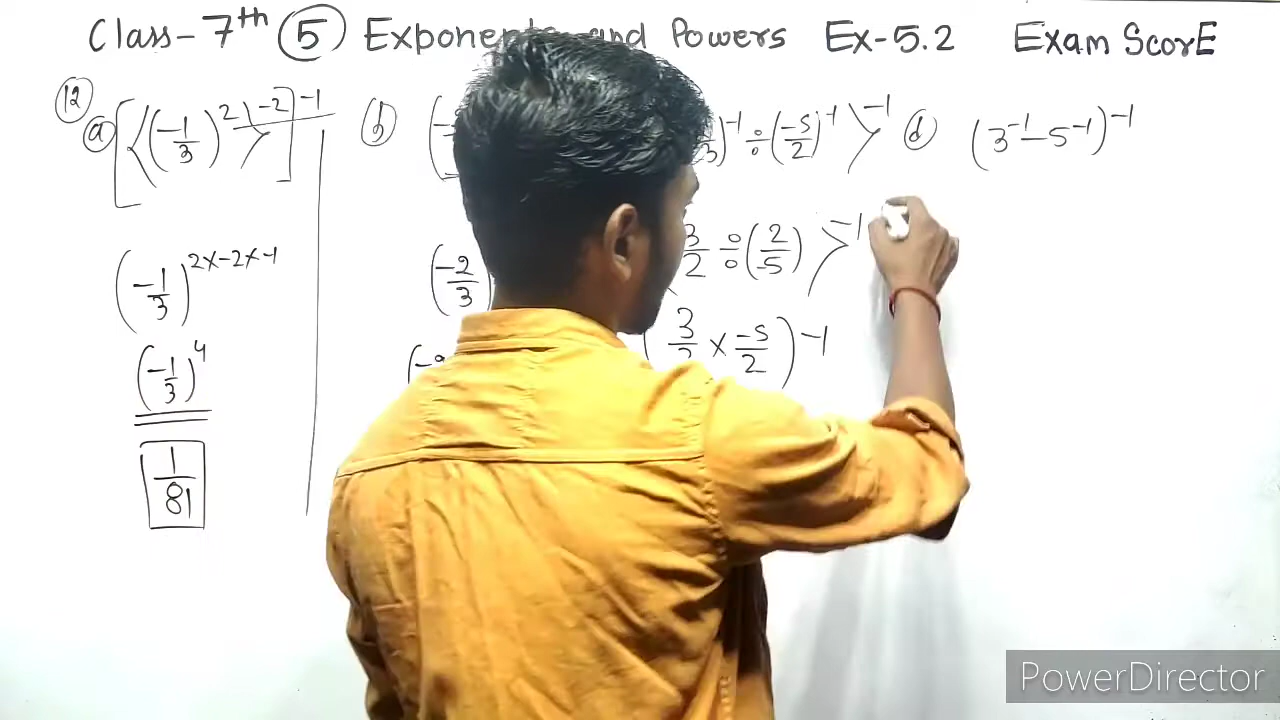 Class-7th (5) Exponents and Powers Ex-5.2 Exam ScorE
(12)
(a) [⟨(-1/3)^2⟩^-2]^-1 (b) 3)^-1 ÷ (-5/2)^-1⟩^-1 (d) (3^-1 - 5^-1)^-1
(-1/3)^2x-2x-1 (-2/3) 3/2 ÷ (2/-5)⟩^-1
(-1/3)^4 (3/2 x -5/2)^-1
1/81
PowerDirector